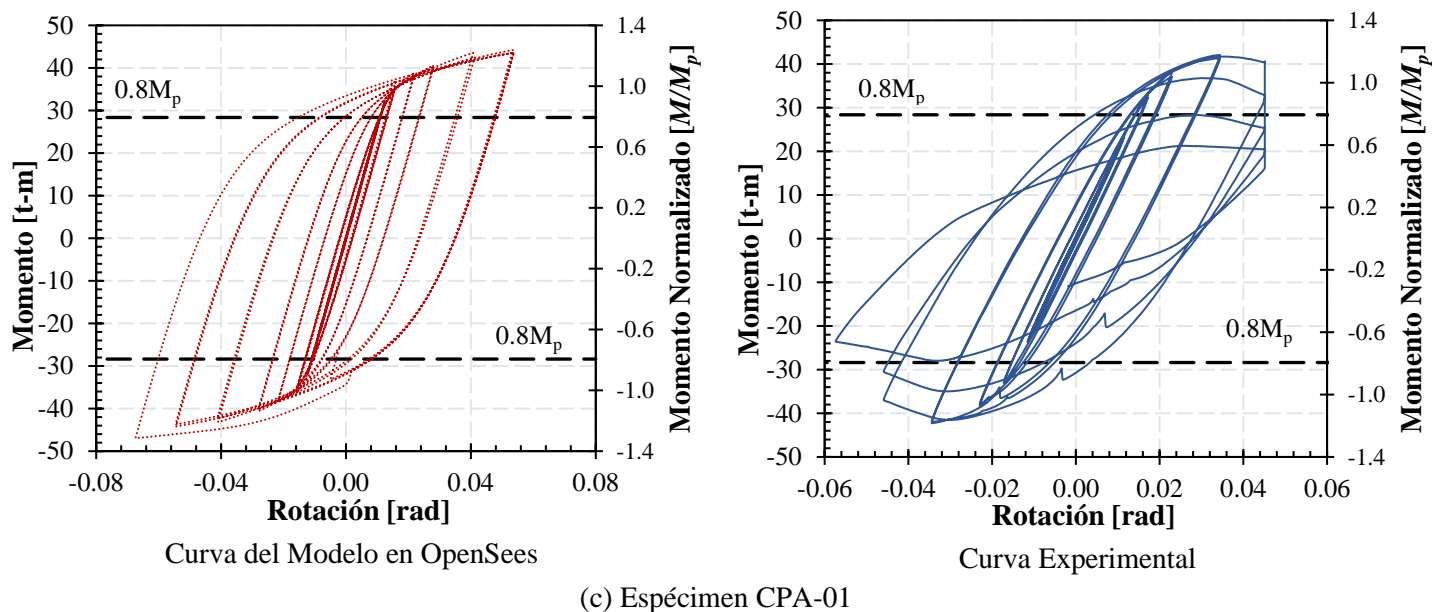 50
40
30
20
10
0
-10
-20
-30
-40
-50
Momento [t-m]
0.8Mp
0.8Mp
1.4
1.0
0.6
0.2
-0.2
-0.6
-1.0
-1.4
Momento Normalizado [M/Mp]
-0.08 -0.04 0.00 0.04 0.08
Rotación [rad]
Curva del Modelo en OpenSees
50
40
30
20
10
0
-10
-20
-30
-40
-50
Momento [t-m]
0.8Mp
0.8Mp
1.4
1.0
0.6
0.2
-0.2
-0.6
-1.0
-1.4
Momento Normalizado [M/Mp]
-0.06 -0.04 -0.02 0.00 0.02 0.04 0.06
Rotación [rad]
Curva Experimental
(c) Espécimen CPA-01